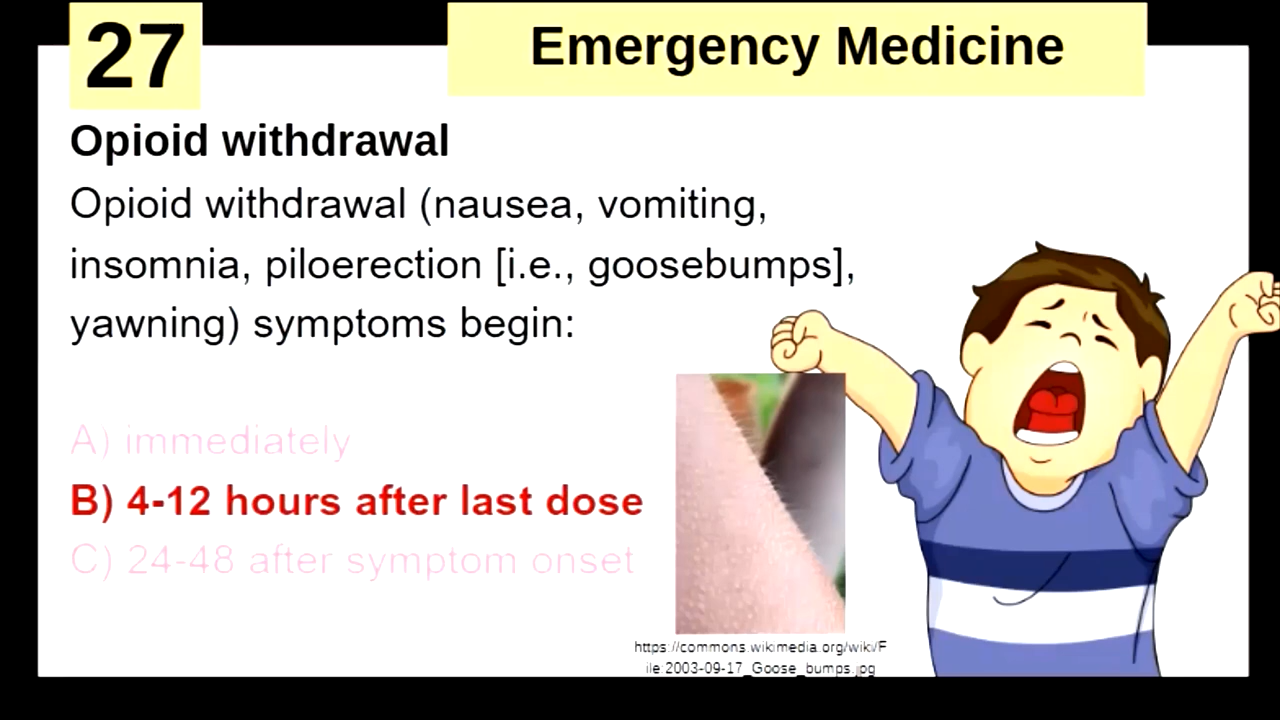 27
Emergency Medicine
Opioid withdrawal
Opioid withdrawal (nausea, vomiting,
insomnia, piloerection [i.e., goosebumps],
yawning) symptoms begin:
A) immediately
B) 4-12 hours after last dose
C) 24-48 after symptom onset
https://commons.wikimedia.org/wiki/F
ile:2003-09-17_Goose_bumps.jpg